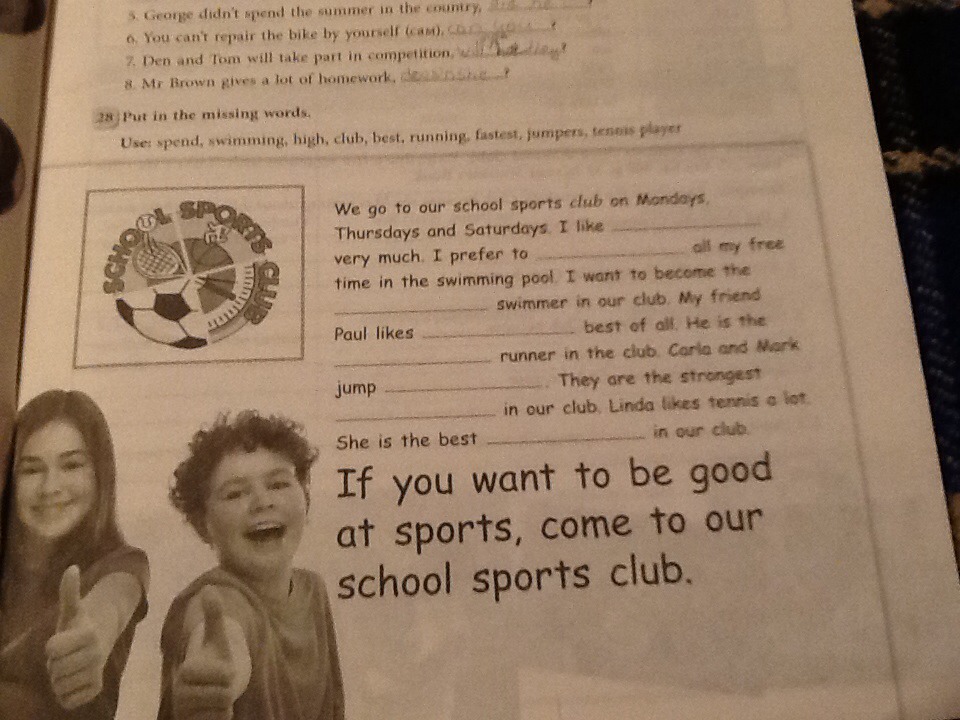 5. George didn't spend the summer in the country, did he ?
6. You can't repair the bike by yourself (сам), can you ?
7. Den and Tom will take part in competition, ?
8. Mr Brown gives a lot of homework, ?
28 Put in the missing words.
Use: spend, swimming, high, club, best, running, fastest, jumpers, tennis player
SCHOOL SPORTS CLUB
We go to our school sports club on Mondays,
Thursdays and Saturdays. I like
very much. I prefer to all my free
time in the swimming pool. I want to become the
swimmer in our club. My friend
Paul likes best of all. He is the
runner in the club. Carla and Mark
jump . They are the strongest
in our club. Linda likes tennis a lot.
She is the best in our club.
If you want to be good
at sports, come to our
school sports club.